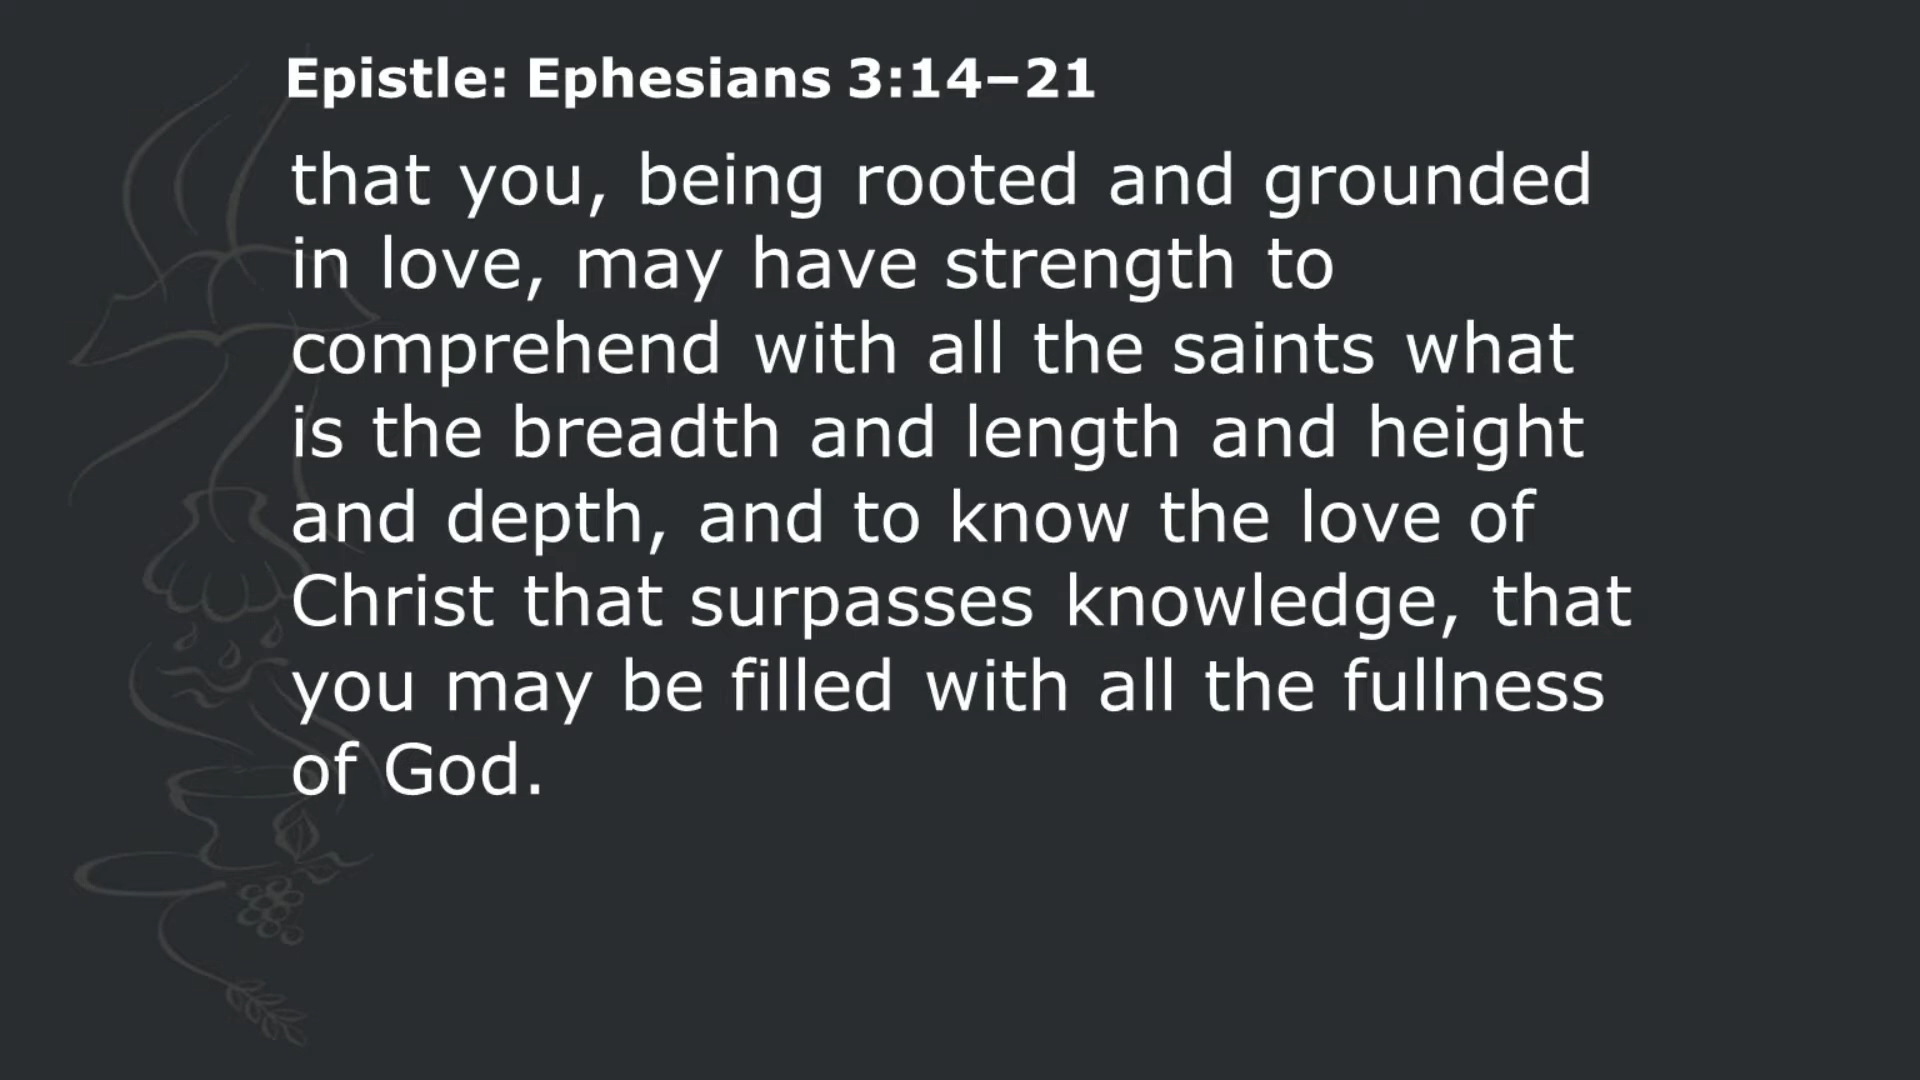 Epistle: Ephesians 3:14–21
that you, being rooted and grounded
in love, may have strength to
comprehend with all the saints what
is the breadth and length and height
and depth, and to know the love of
Christ that surpasses knowledge, that
you may be filled with all the fullness
of God.